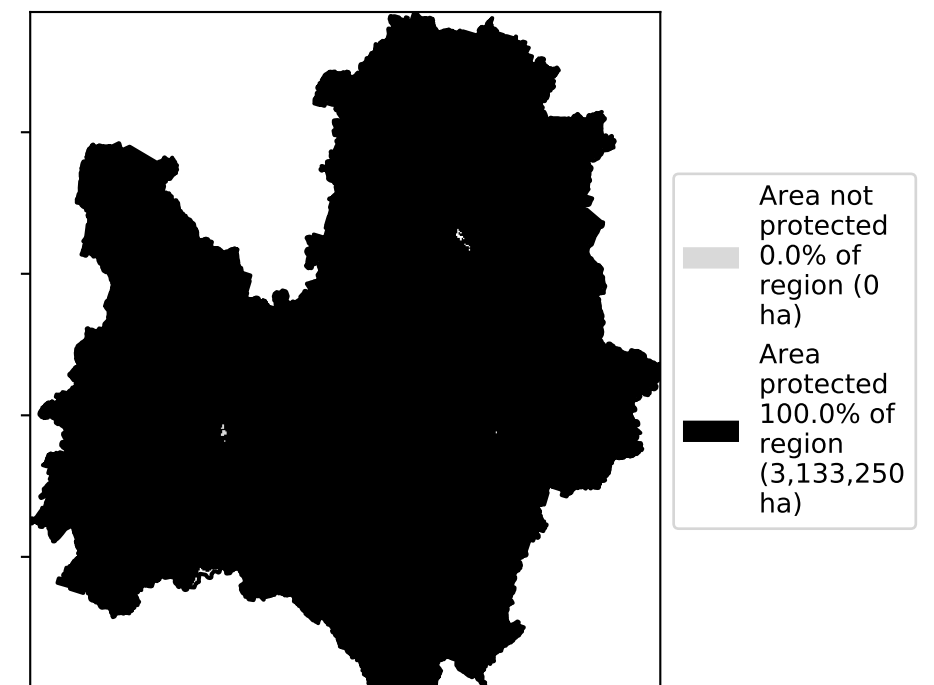 Area not
protected
0.0% of
region (0
ha)
Area
protected
100.0% of
region
(3,133,250
ha)